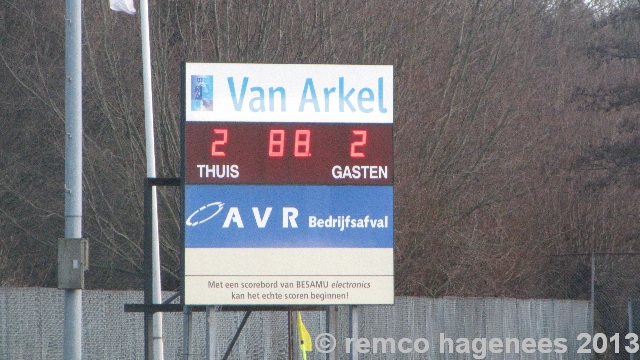 Van Arkel
2 88 2
THUIS GASTEN
AVR Bedrijfsafval
Met een scorebord van BESAMU electronics
kan het echte scoren beginnen!
© remco hagenees 2013